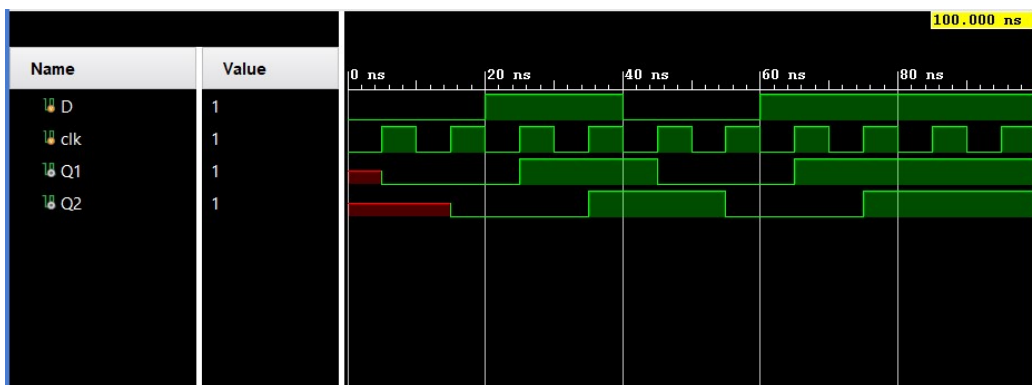 100.000 ns
Name Value
0 ns 20 ns 40 ns 60 ns 80 ns
D 1
clk 1
Q1 1
Q2 1